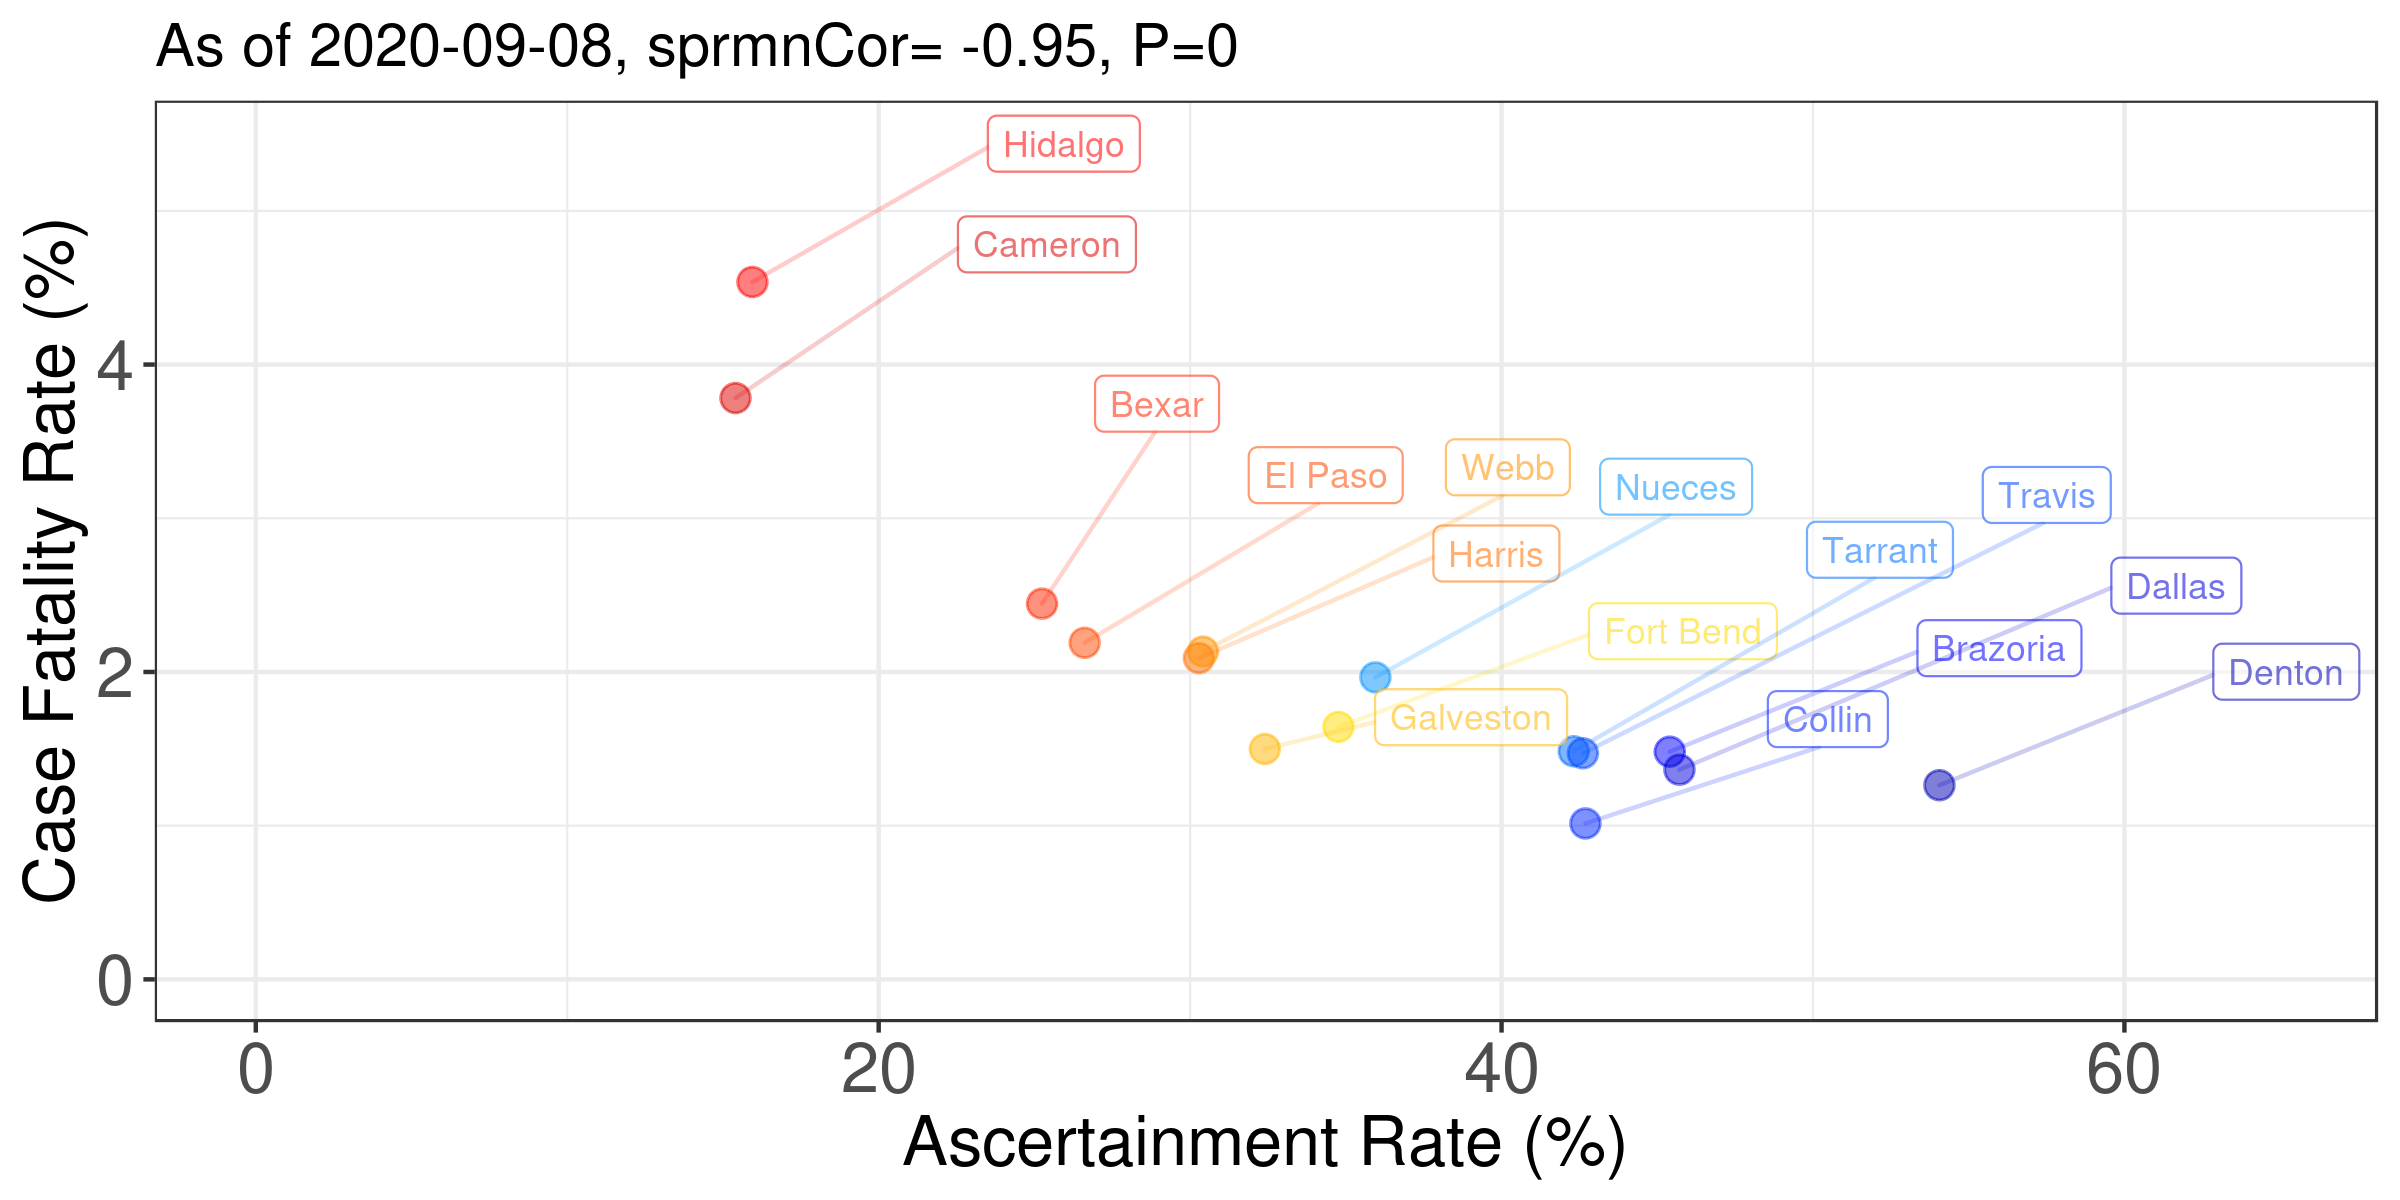 As of 2020-09-08, sprmnCor= -0.95, P=0
Case Fatality Rate (%)
4
2
0
Hidalgo
Cameron
Bexar
El Paso
Webb
Harris
Nueces
Travis
Tarrant
Dallas
Fort Bend
Brazoria
Denton
Galveston
Collin
0
20
40
60
Ascertainment Rate (%)